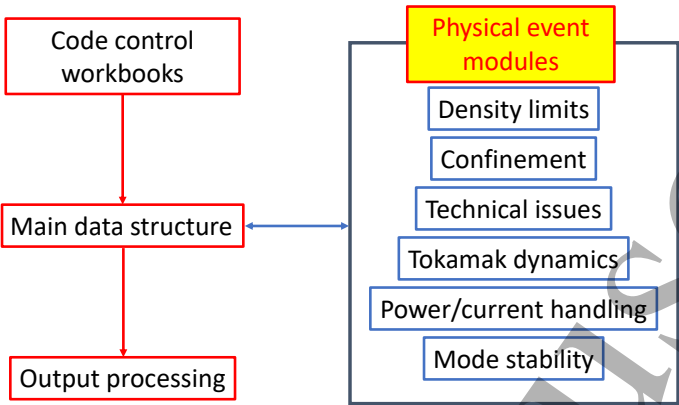 Code control
workbooks
Main data structure
Output processing
Physical event
modules
Density limits
Confinement
Technical issues
Tokamak dynamics
Power/current handling
Mode stability